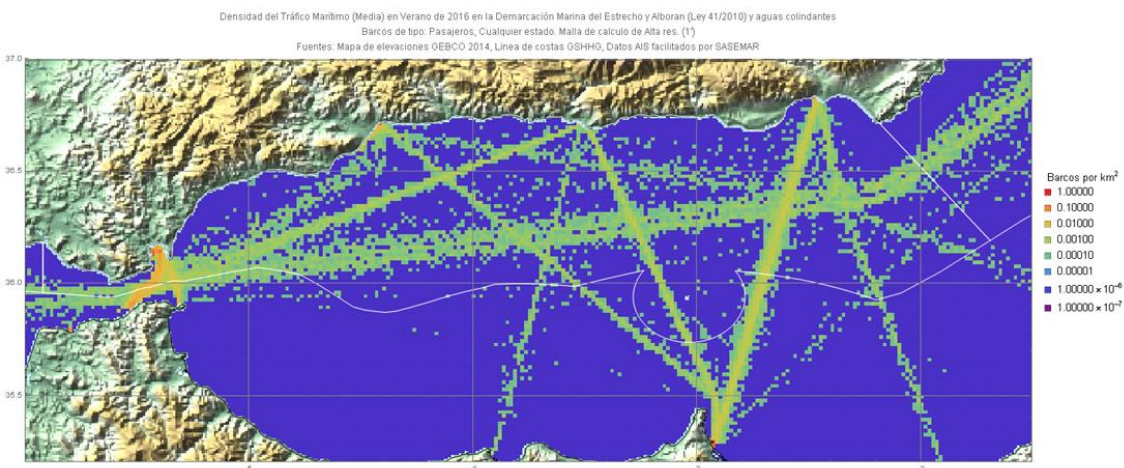 Densidad del Tráfico Marítimo (Media) en Verano de 2016 en la Demarcación Marina del Estrecho y Alboran (Ley 41/2010) y aguas colindantes
Barcos de tipo: Pasajeros, Cualquier estado. Malla de calculo de Alta res. (1')
Fuentes: Mapa de elevaciones GEBCO 2014, Linea de costas GSHHG, Datos AIS facilitados por SASEMAR
37.0
36.5
36.0
35.5
Barcos por km²
1.00000
0.10000
0.01000
0.00100
0.00010
0.00001
1.00000 × 10⁻⁶
1.00000 × 10⁻⁷